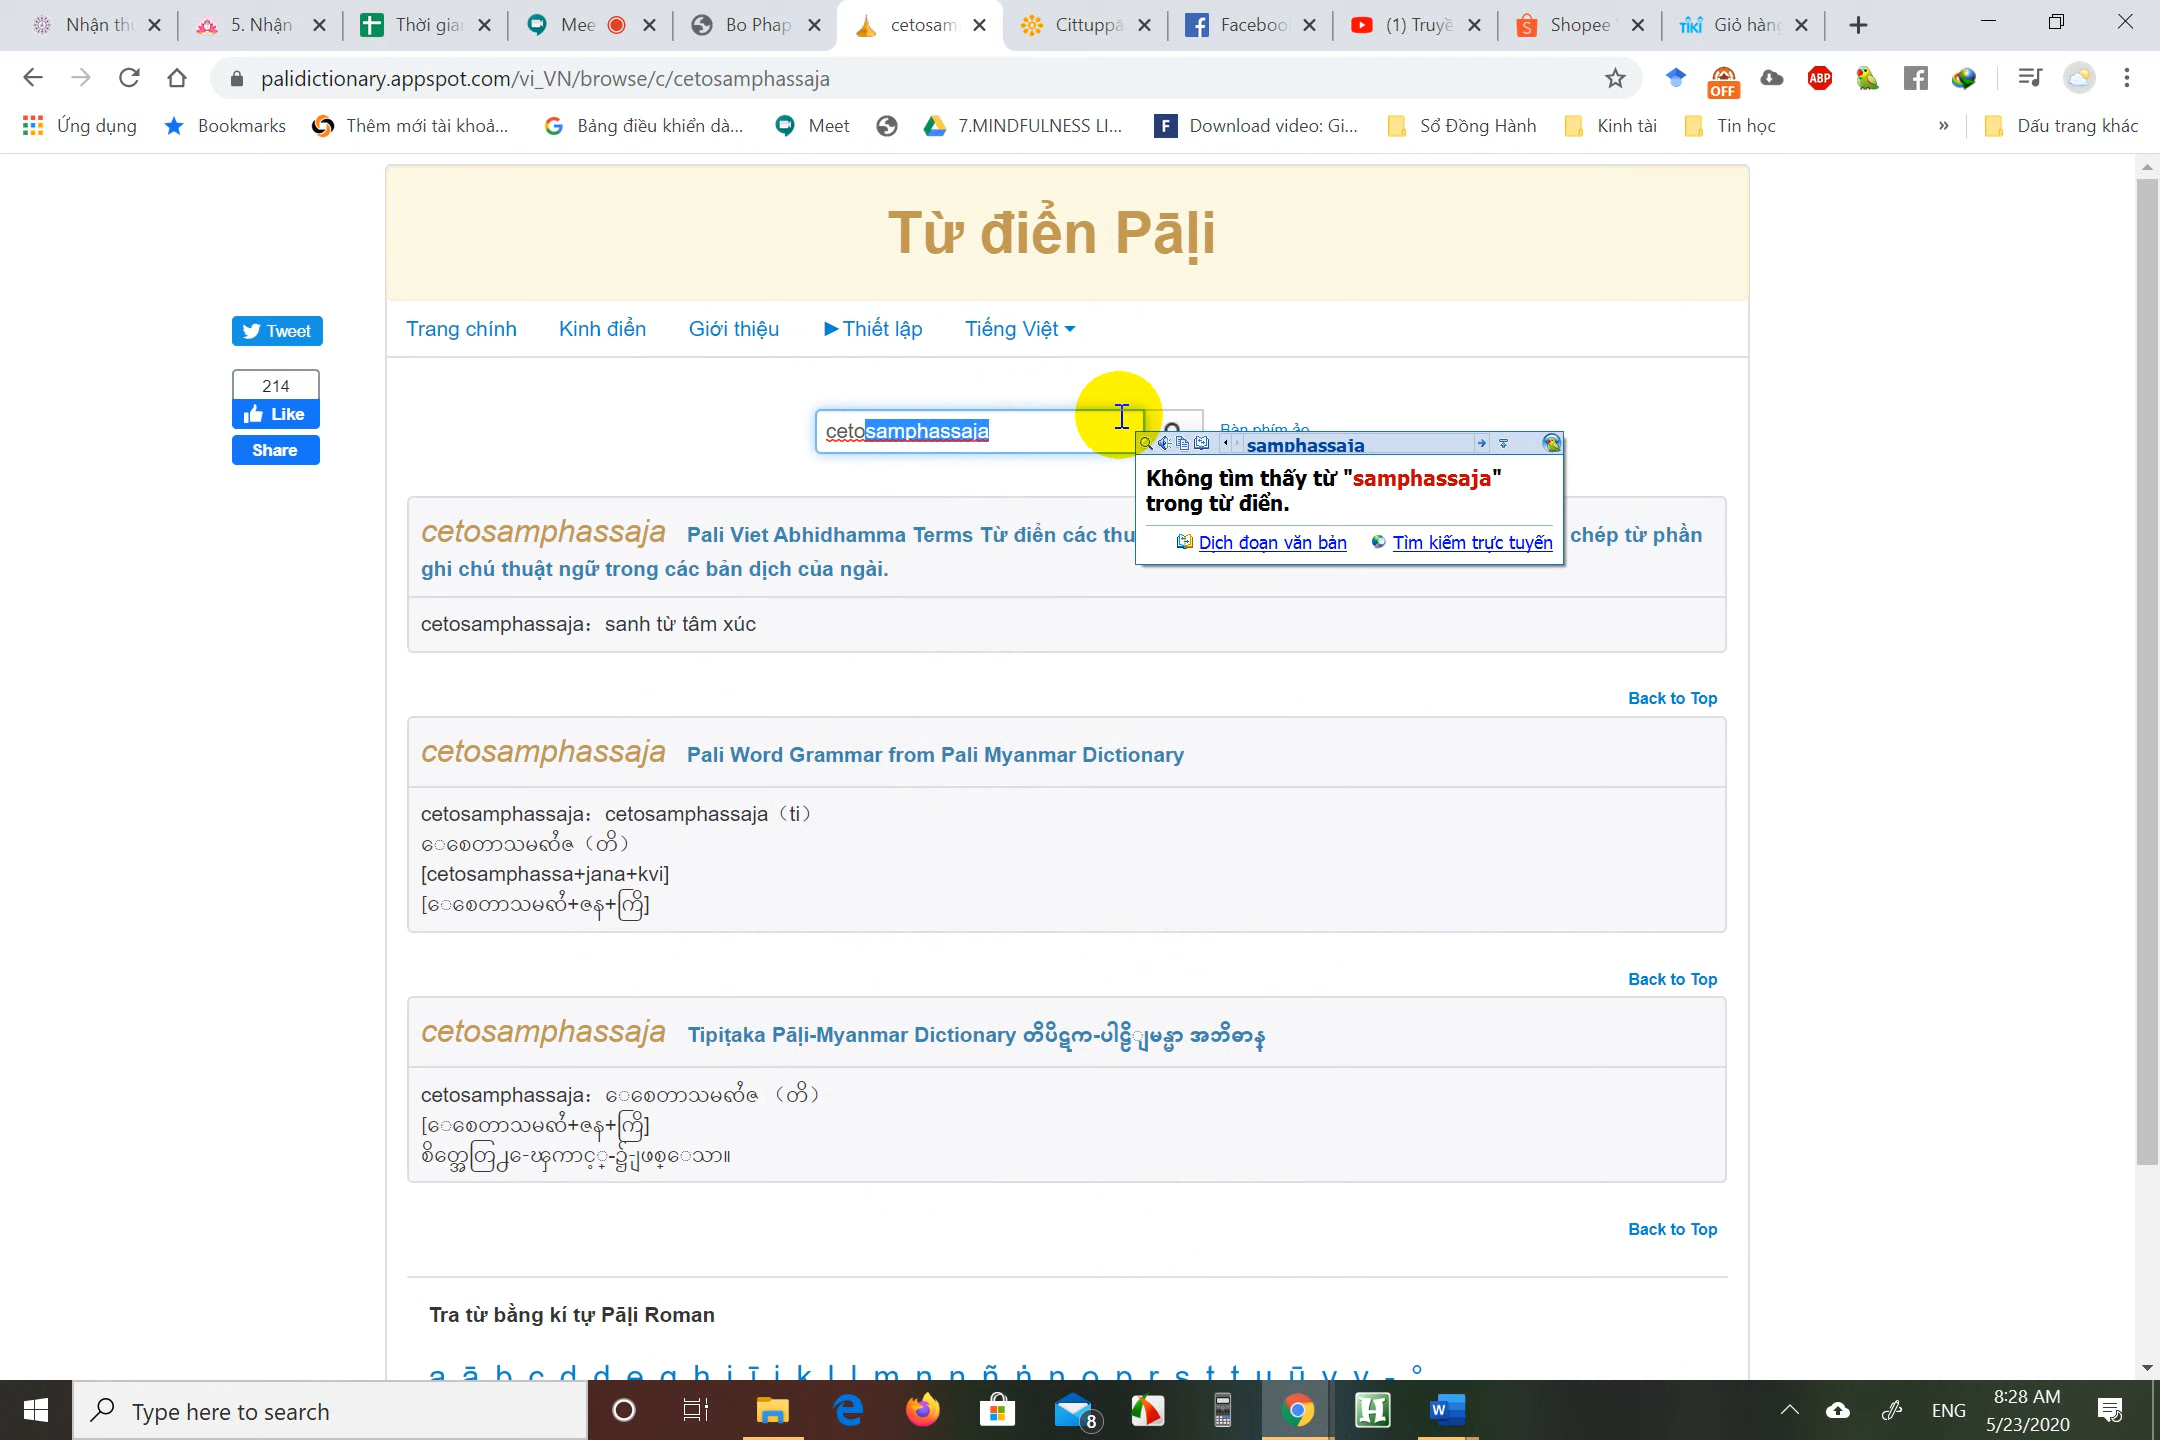 Nhận th
5. Nhận
Thời gia
Mee
Bo Phap
cetosam
Cittuppā
Faceboo
(1) Truyề
Shopee
Giỏ hàng
palidictionary.appspot.com/vi_VN/browse/c/cetosamphassaja
OFF
ABP
Ứng dụng
Bookmarks
Thêm mới tài khoả...
Bảng điều khiển dà...
Meet
7.MINDFULNESS LI...
Download video: Gi...
Sổ Đồng Hành
Kinh tài
Tin học
»
Dấu trang khác
Từ điển Pāḷi
Trang chính
Kinh điển
Giới thiệu
►Thiết lập
Tiếng Việt
Tweet
214
Like
Share
cetosamphassaja
Bàn phím ảo
samphassaja
Không tìm thấy từ "samphassaja"
trong từ điển.
Dịch đoạn văn bản
Tìm kiếm trực tuyến
cetosamphassaja Pali Viet Abhidhamma Terms Từ điển các thu
chép từ phần
ghi chú thuật ngữ trong các bản dịch của ngài.
cetosamphassaja：sanh từ tâm xúc
Back to Top
cetosamphassaja Pali Word Grammar from Pali Myanmar Dictionary
cetosamphassaja：cetosamphassaja（ti）
[cetosamphassa+jana+kvi]
Back to Top
cetosamphassaja Tipiṭaka Pāḷi-Myanmar Dictionary
cetosamphassaja：
Back to Top
Tra từ bằng kí tự Pāḷi Roman
Type here to search
8
ENG
8:28 AM
5/23/2020